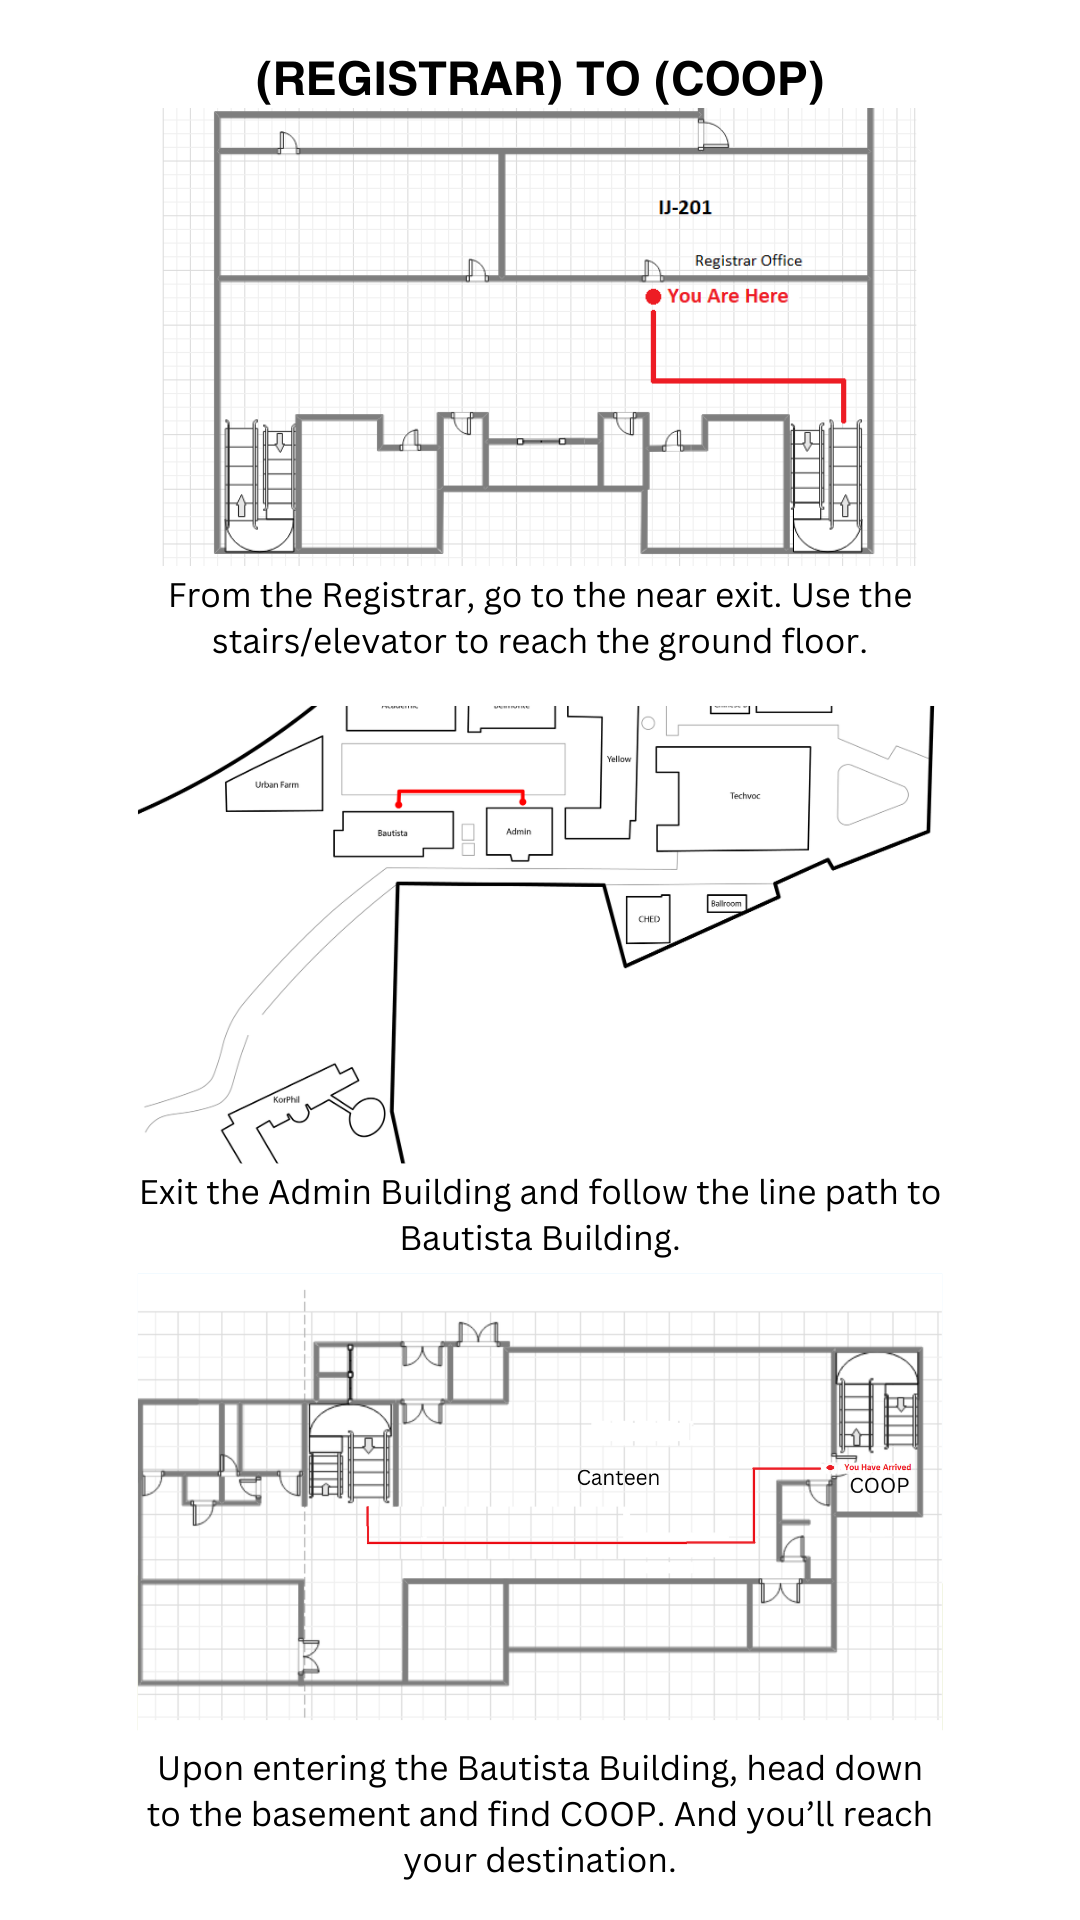 (REGISTRAR) TO (COOP)
IJ-201
Registrar Office
You Are Here
From the Registrar, go to the near exit. Use the
stairs/elevator to reach the ground floor.
Academic
Belmonte
Yellow
Urban Farm
Techvoc
Bautista
Admin
CHED
Ballroom
KorPhil
Exit the Admin Building and follow the line path to
Bautista Building.
Canteen
You Have Arrived
COOP
Upon entering the Bautista Building, head down
to the basement and find COOP. And you’ll reach
your destination.